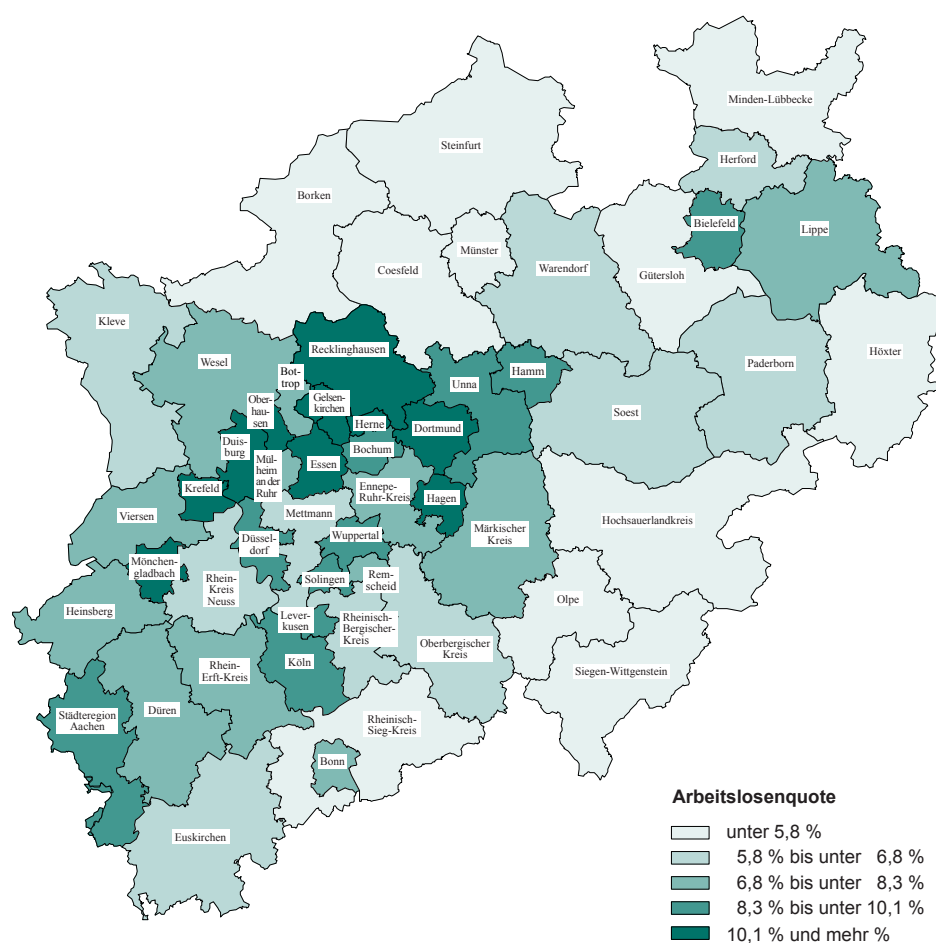 Minden-Lübbecke
Steinfurt
Herford
Borken
Bielefeld
Lippe
Münster
Coesfeld
Warendorf
Gütersloh
Kleve
Höxter
Recklinghausen
Wesel
Paderborn
Bot-
trop
Unna
Hamm
Ober-
hausen
Gelsen-
kirchen
Soest
Herne
Dortmund
Duis-
burg
Bochum
Mülheim
an der
Ruhr
Essen
Ennepe-
Ruhr-Kreis
Krefeld
Hagen
Mettmann
Viersen
Hochsauerlandkreis
Märkischer
Kreis
Düssel-
dorf
Wuppertal
Mönchen-
gladbach
Rhein-
Kreis
Neuss
Solingen
Rem-
scheid
Heinsberg
Olpe
Lever-
kusen
Rheinisch-
Bergischer-
Kreis
Oberbergischer
Kreis
Rhein-
Erft-Kreis
Köln
Siegen-Wittgenstein
Städteregion
Aachen
Düren
Rheinisch-
Sieg-Kreis
Bonn
Euskirchen
Arbeitslosenquote
unter 5,8 %
5,8 % bis unter 6,8 %
6,8 % bis unter 8,3 %
8,3 % bis unter 10,1 %
10,1 % und mehr %